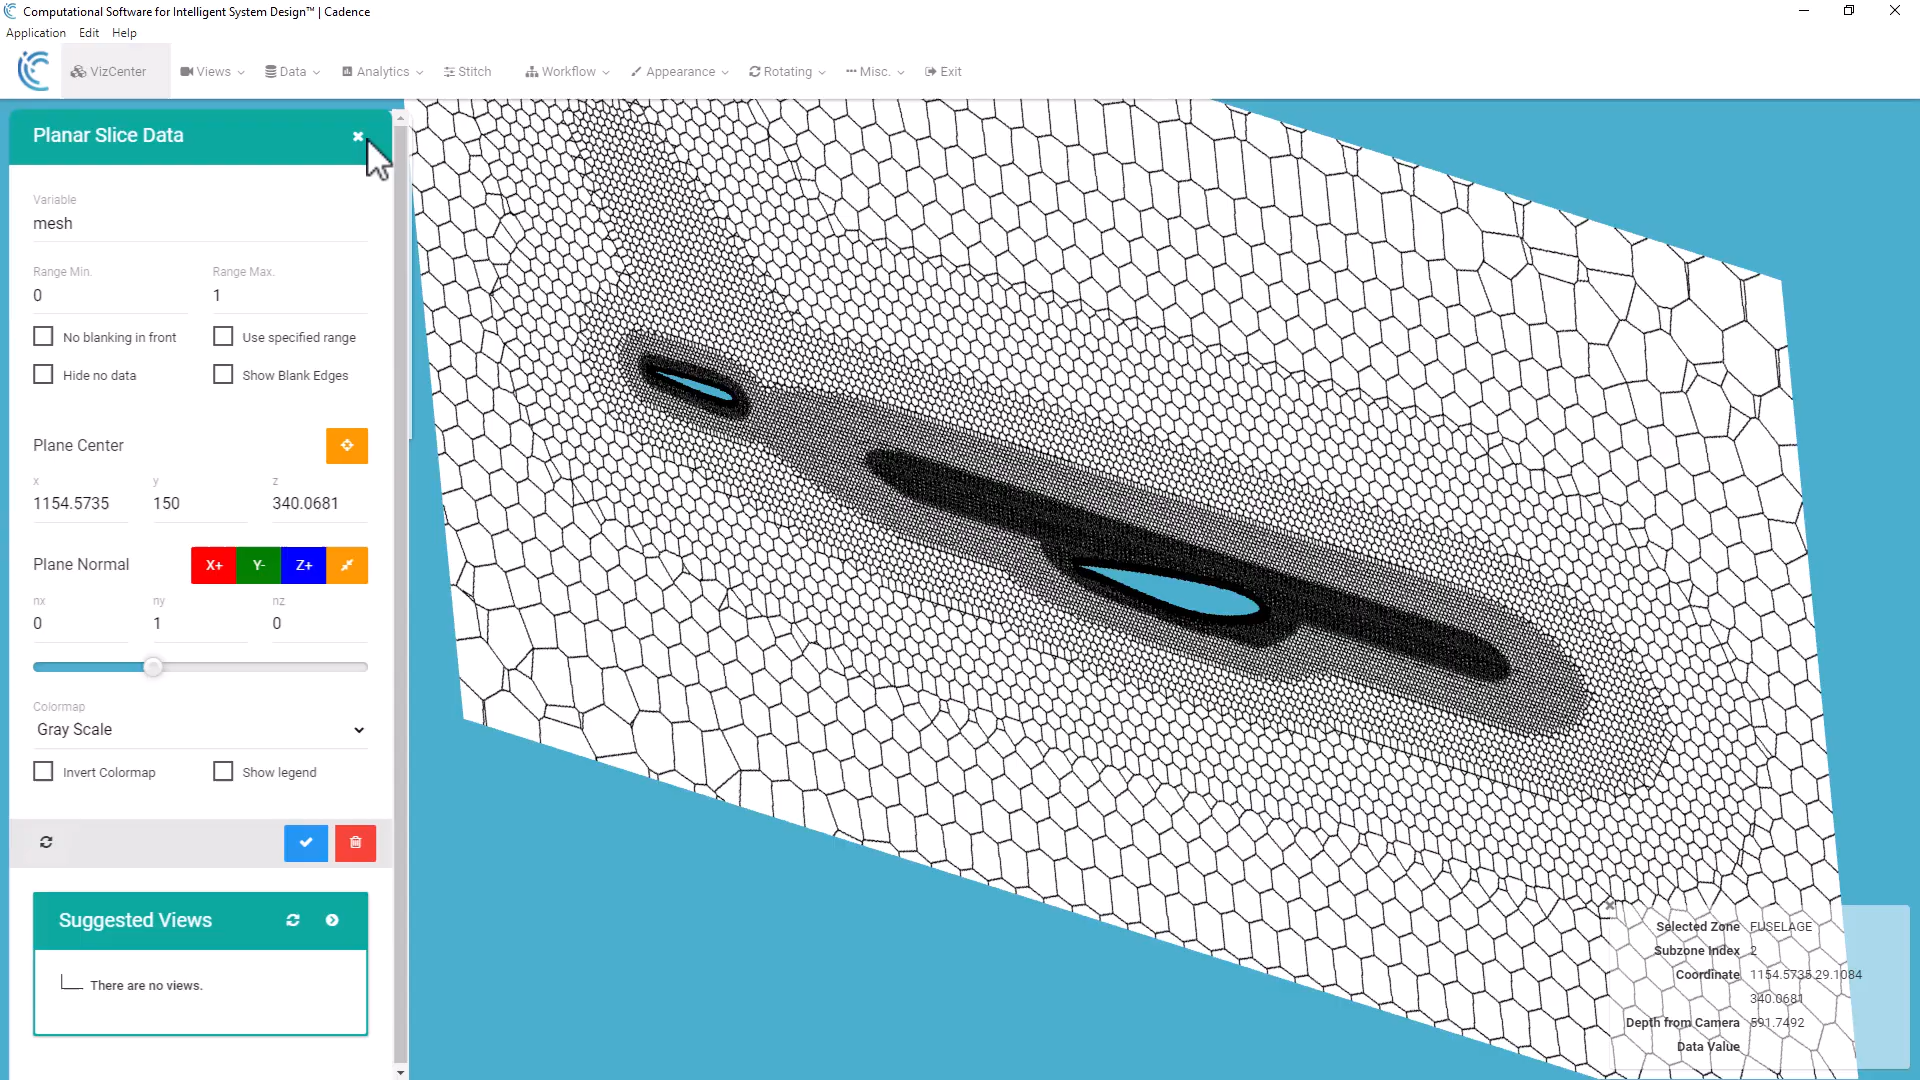 Computational Software for Intelligent System Design™ | Cadence
Application Edit Help
VizCenter Views Data Analytics Stitch Workflow Appearance Rotating Misc. Exit
Planar Slice Data
Variable
mesh
Range Min. Range Max.
0 1
No blanking in front Use specified range
Hide no data Show Blank Edges
Plane Center
x y z
1154.5735 150 340.0681
Plane Normal X+ Y- Z+
nx ny nz
0 1 0
Colormap
Gray Scale
Invert Colormap Show legend
Suggested Views
There are no views.
Selected Zone FUSELAGE
Subzone Index 2
Coordinate 1154.5735,29.1084
340.0681
Depth from Camera 591.7492
Data Value